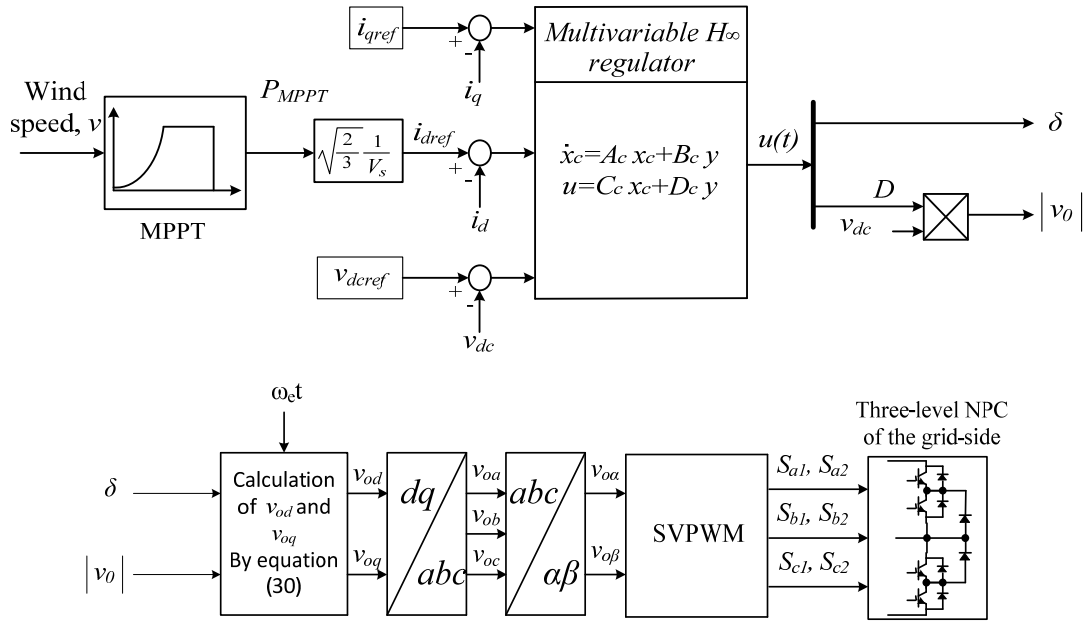 i_qref
+
-
i_q
Multivariable H∞
regulator
Wind
speed, v
P_MPPT
MPPT
√(2/3) 1/V_s
i_dref
+
-
i_d
ẋ_c=A_c x_c+B_c y
u=C_c x_c+D_c y
u(t)
δ
D
v_dc
|v_0|
v_dcref
+
-
v_dc
ω_e t
δ
|v_0|
Calculation
of v_od and
v_oq
By equation
(30)
v_od
v_oq
dq
abc
v_oa
v_ob
v_oc
abc
αβ
v_oα
v_oβ
SVPWM
S_a1, S_a2
S_b1, S_b2
S_c1, S_c2
Three-level NPC
of the grid-side